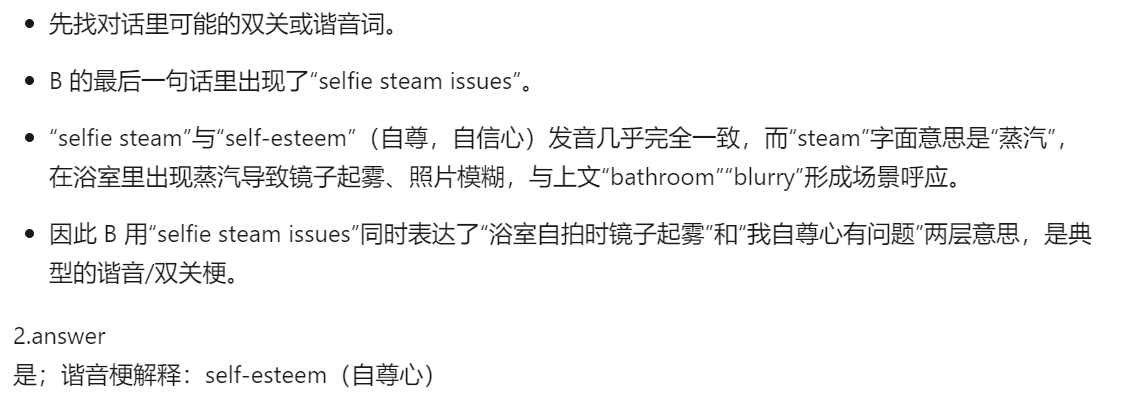 • 先找对话里可能的双关或谐音词。
• B 的最后一句话里出现了“selfie steam issues”。
• “selfie steam”与“self-esteem”（自尊，自信心）发音几乎完全一致，而“steam”字面意思是“蒸汽”，
在浴室里出现蒸汽导致镜子起雾、照片模糊，与上文“bathroom”“blurry”形成场景呼应。
• 因此 B 用“selfie steam issues”同时表达了“浴室自拍时镜子起雾”和“我自尊心有问题”两层意思，是典
型的谐音/双关梗。
2.answer
是；谐音梗解释：self-esteem（自尊心）